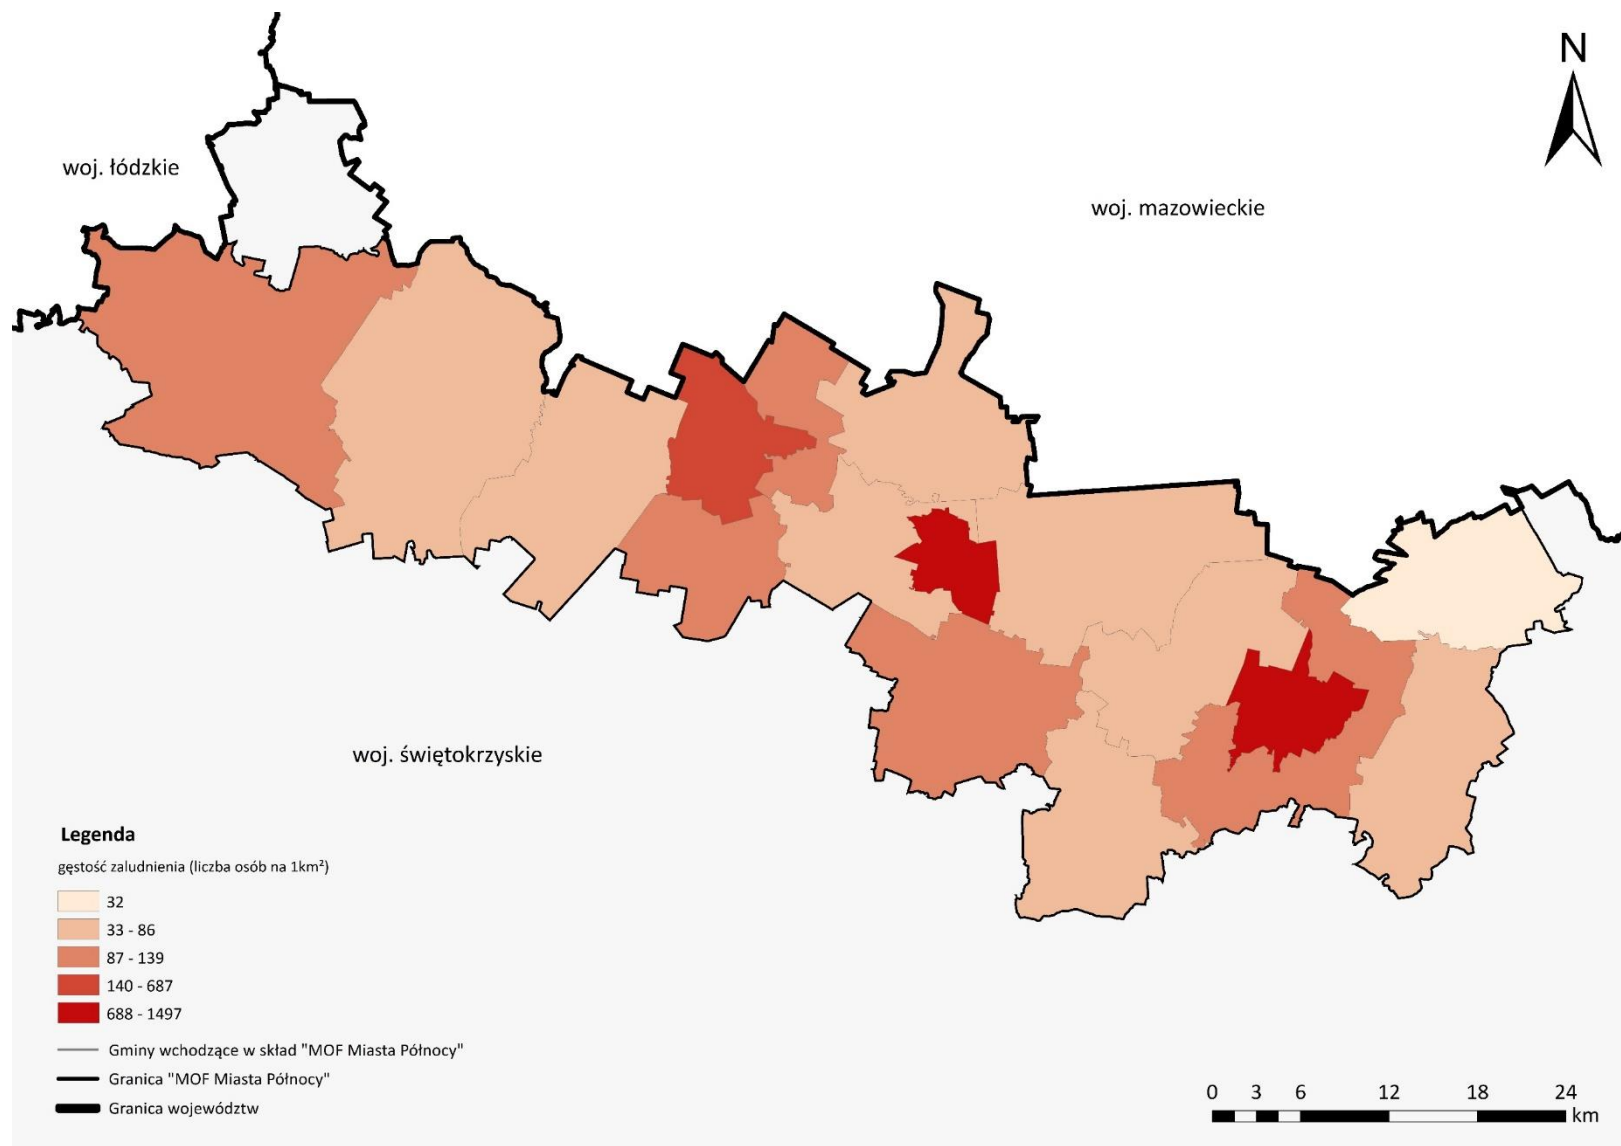 N
woj. łódzkie
woj. mazowieckie
woj. świętokrzyskie
Legenda
gęstość zaludnienia (liczba osób na 1km²)
32
33 - 86
87 - 139
140 - 687
688 - 1497
Gminy wchodzące w skład "MOF Miasta Północy"
Granica "MOF Miasta Północy"
Granica województw
0 3 6 12 18 24
km